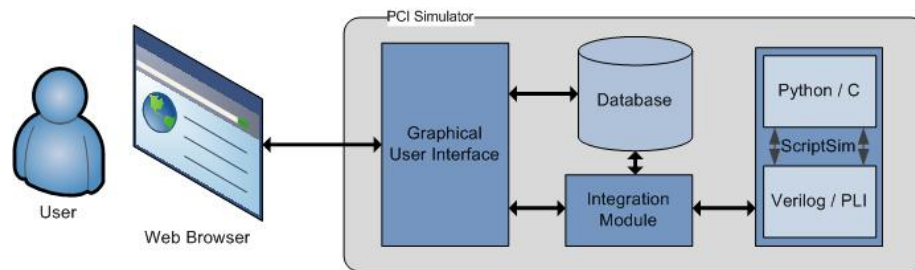 PCI Simulator
User
Web Browser
Graphical
User Interface
Database
Integration
Module
Python / C
ScriptSim
Verilog / PLI